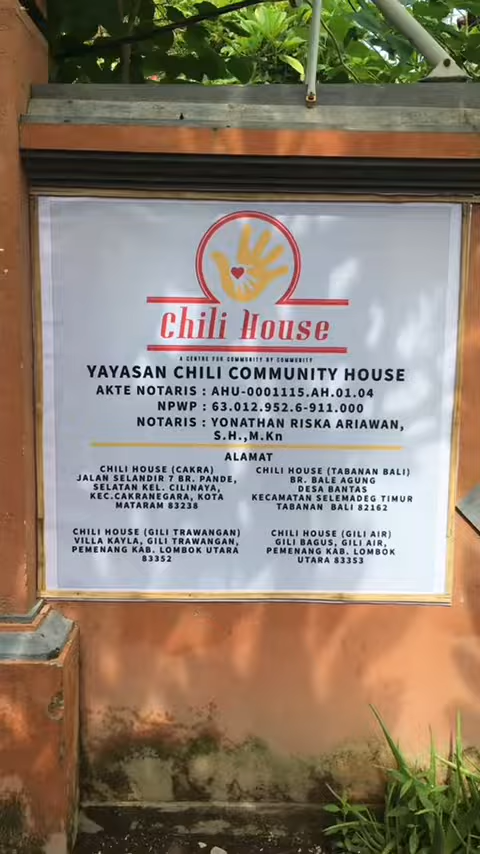 Chili House
A CENTRE FOR COMMUNITY BY COMMUNITY
YAYASAN CHILI COMMUNITY HOUSE
AKTE NOTARIS : AHU-0001115.AH.01.04
NPWP : 63.012.952.6-911.000
NOTARIS : YONATHAN RISKA ARIAWAN,
S.H.,M.Kn
ALAMAT
CHILI HOUSE (CAKRA)
JALAN SELANDIR 7 BR. PANDE,
SELATAN KEL. CILINAYA,
KEC.CAKRANEGARA, KOTA
MATARAM 83238
CHILI HOUSE (TABANAN BALI)
BR. BALE AGUNG
DESA BANTAS
KECAMATAN SELEMADEG TIMUR
TABANAN BALI 82162
CHILI HOUSE (GILI TRAWANGAN)
VILLA KAYLA, GILI TRAWANGAN,
PEMENANG KAB. LOMBOK UTARA
83352
CHILI HOUSE (GILI AIR)
GILI BAGUS, GILI AIR,
PEMENANG KAB. LOMBOK
UTARA 83353